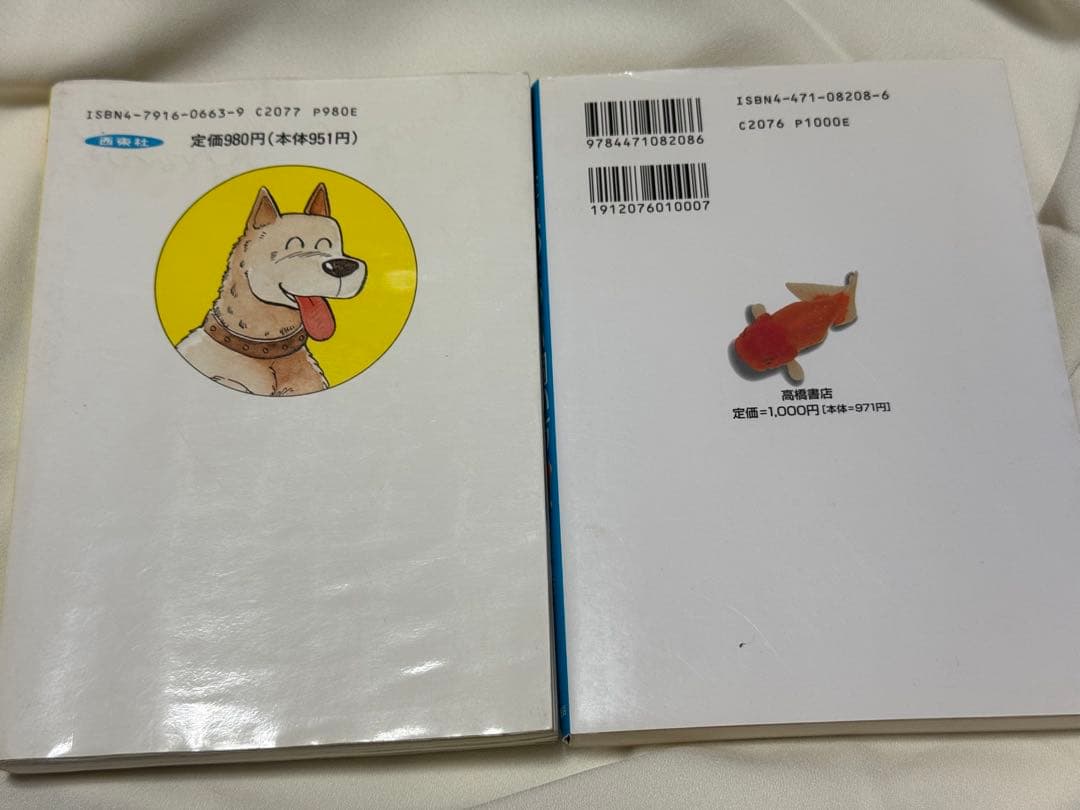 ISBN4-7916-0663-9 C2077 P980E
西東社 定価980円(本体951円)
ISBN4-471-08208-6
C2076 P1000E
9784471082086
1912076010007
高橋書店
定価=1,000円[本体=971円]